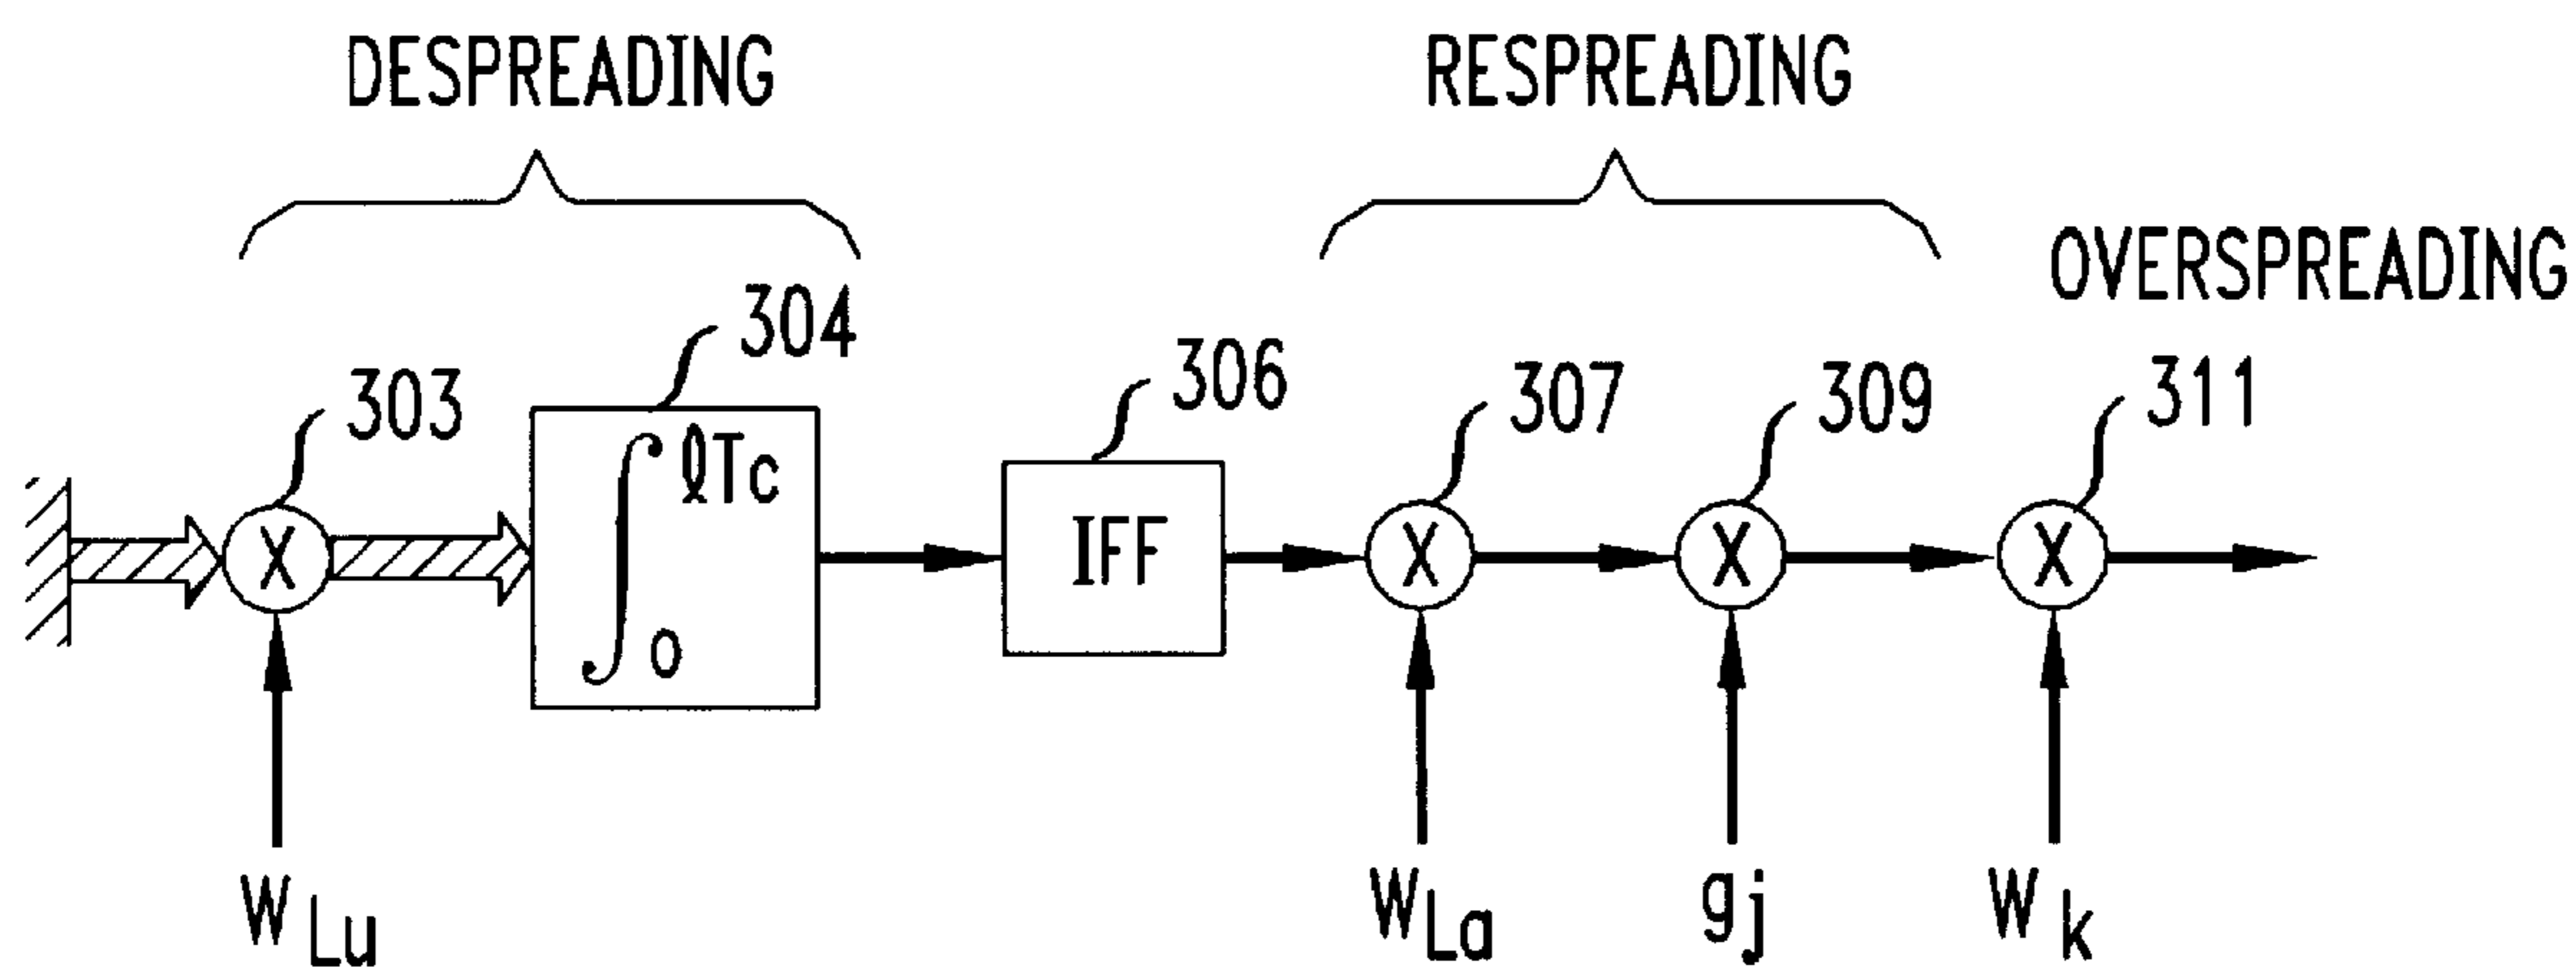 DESPREADING
RESPREADING
OVERSPREADING
303
304
306
307
309
311
X
∫ 0 ℓTc
IFF
X
X
X
W Lu
W La
gj
W k